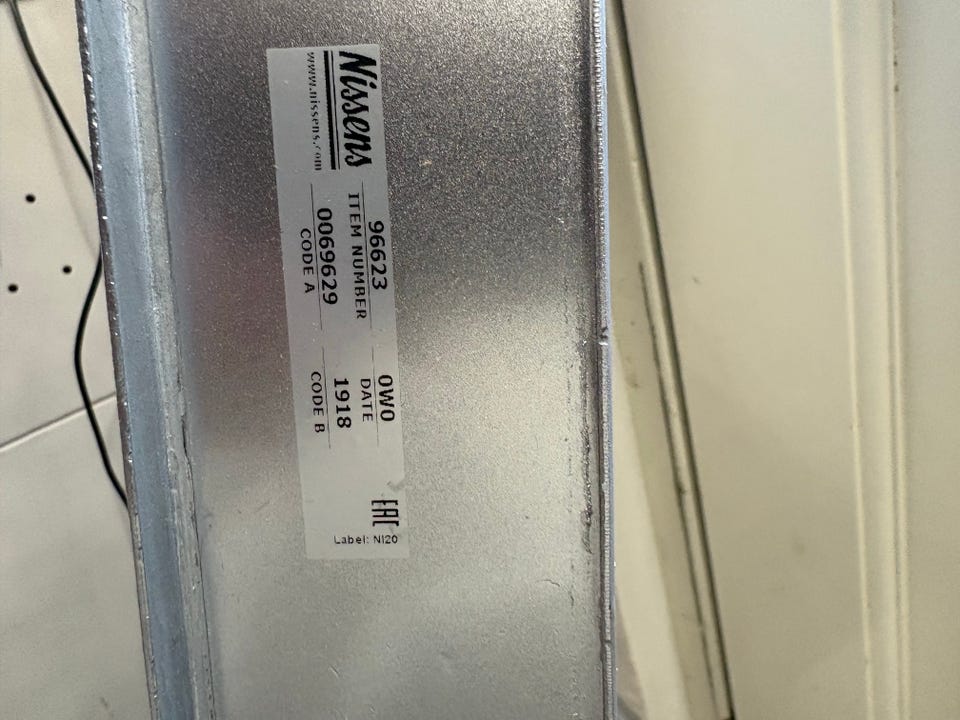 Nissens
www.nissens.com
96623
ITEM NUMBER
0069629
CODE A
0W0
DATE
1918
CODE B
EAC
Label: NI20